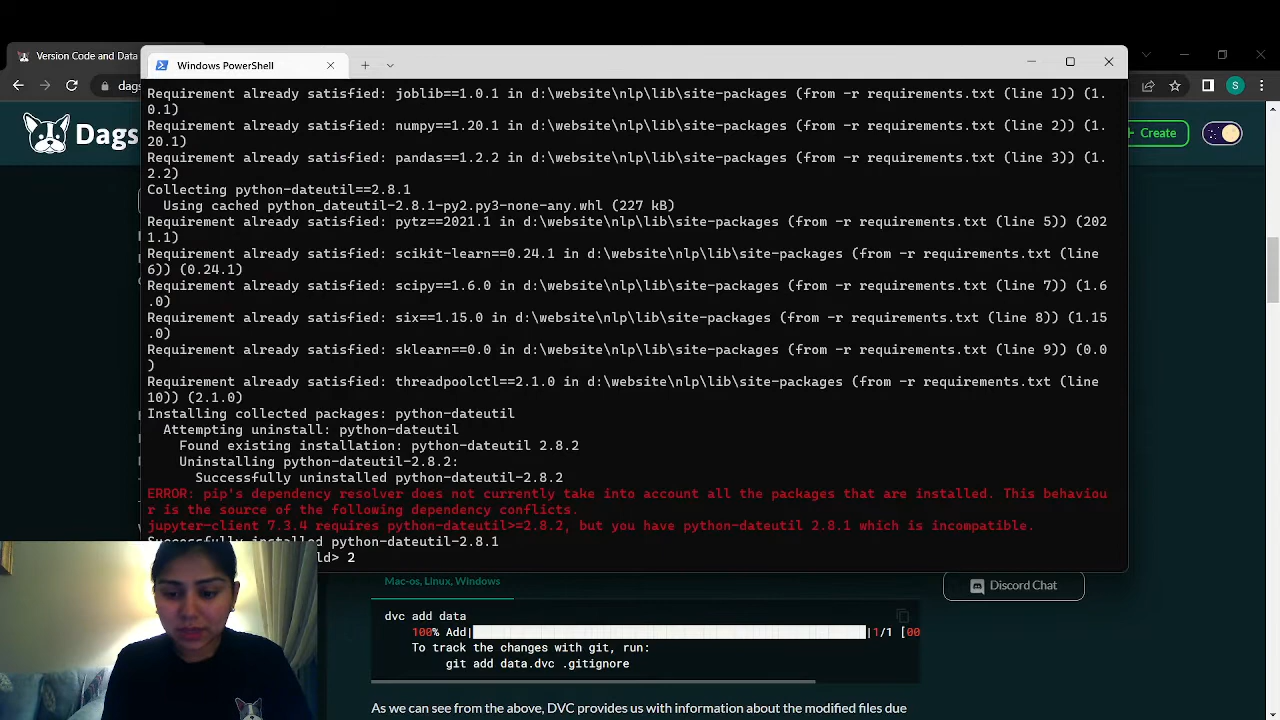 Version Code and Data
Windows PowerShell
dags
S
Dags
+ Create
Requirement already satisfied: joblib==1.0.1 in d:\website\nlp\lib\site-packages (from -r requirements.txt (line 1)) (1.
0.1)
Requirement already satisfied: numpy==1.20.1 in d:\website\nlp\lib\site-packages (from -r requirements.txt (line 2)) (1.
20.1)
Requirement already satisfied: pandas==1.2.2 in d:\website\nlp\lib\site-packages (from -r requirements.txt (line 3)) (1.
2.2)
Collecting python-dateutil==2.8.1
Using cached python_dateutil-2.8.1-py2.py3-none-any.whl (227 kB)
Requirement already satisfied: pytz==2021.1 in d:\website\nlp\lib\site-packages (from -r requirements.txt (line 5)) (202
1.1)
Requirement already satisfied: scikit-learn==0.24.1 in d:\website\nlp\lib\site-packages (from -r requirements.txt (line
6)) (0.24.1)
Requirement already satisfied: scipy==1.6.0 in d:\website\nlp\lib\site-packages (from -r requirements.txt (line 7)) (1.6
.0)
Requirement already satisfied: six==1.15.0 in d:\website\nlp\lib\site-packages (from -r requirements.txt (line 8)) (1.15
.0)
Requirement already satisfied: sklearn==0.0 in d:\website\nlp\lib\site-packages (from -r requirements.txt (line 9)) (0.0
)
Requirement already satisfied: threadpoolctl==2.1.0 in d:\website\nlp\lib\site-packages (from -r requirements.txt (line
10)) (2.1.0)
Installing collected packages: python-dateutil
Attempting uninstall: python-dateutil
Found existing installation: python-dateutil 2.8.2
Uninstalling python-dateutil-2.8.2:
Successfully uninstalled python-dateutil-2.8.2
ERROR: pip's dependency resolver does not currently take into account all the packages that are installed. This behaviou
r is the source of the following dependency conflicts.
jupyter-client 7.3.4 requires python-dateutil>=2.8.2, but you have python-dateutil 2.8.1 which is incompatible.
Successfully installed python-dateutil-2.8.1
ld> 2
Mac-os, Linux, Windows
Discord Chat
dvc add data
100% Add|
|1/1 [00
To track the changes with git, run:
git add data.dvc .gitignore
As we can see from the above, DVC provides us with information about the modified files due